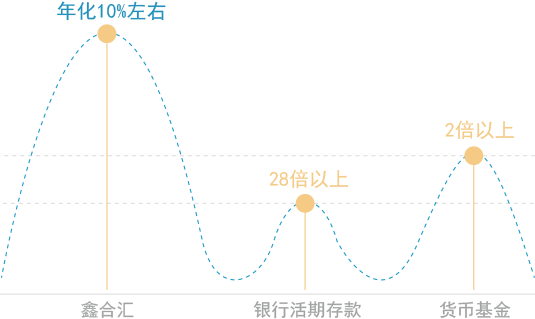 年化10%左右
2倍以上
28倍以上
鑫合汇
银行活期存款
货币基金